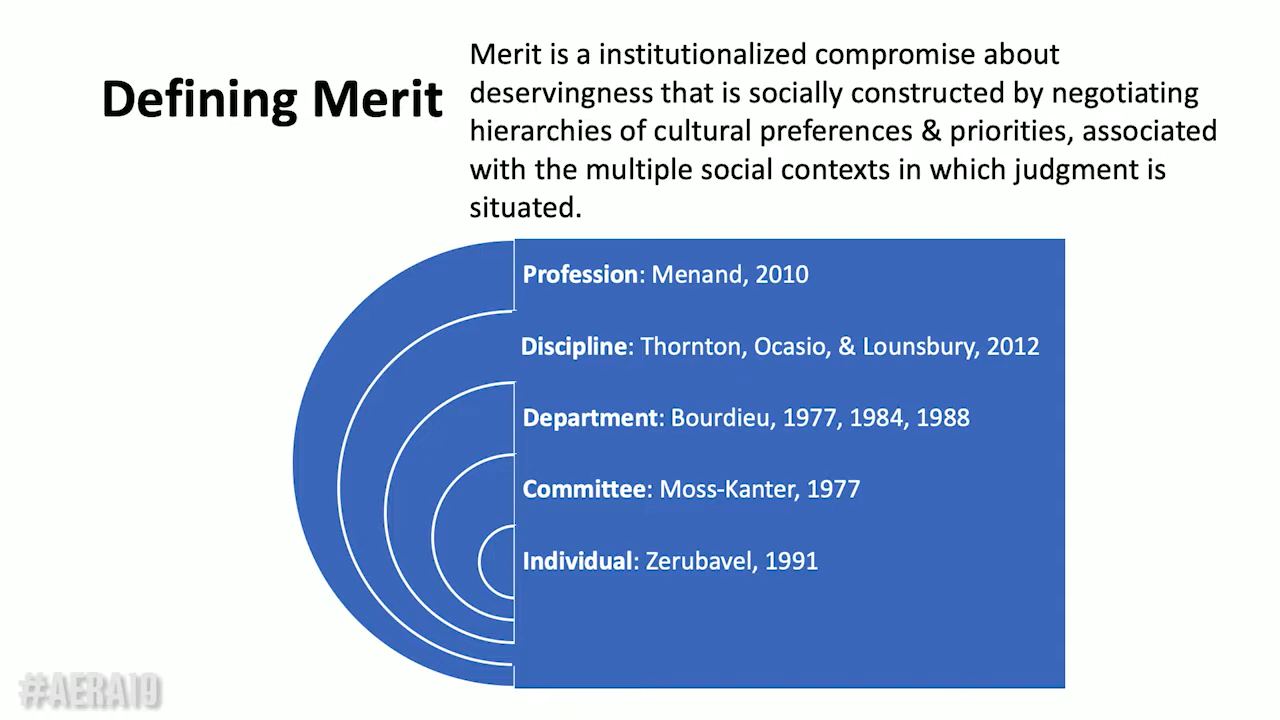 Defining Merit
Merit is a institutionalized compromise about
deservingness that is socially constructed by negotiating
hierarchies of cultural preferences & priorities, associated
with the multiple social contexts in which judgment is
situated.
Profession: Menand, 2010
Discipline: Thornton, Ocasio, & Lounsbury, 2012
Department: Bourdieu, 1977, 1984, 1988
Committee: Moss-Kanter, 1977
Individual: Zerubavel, 1991
#AERA19